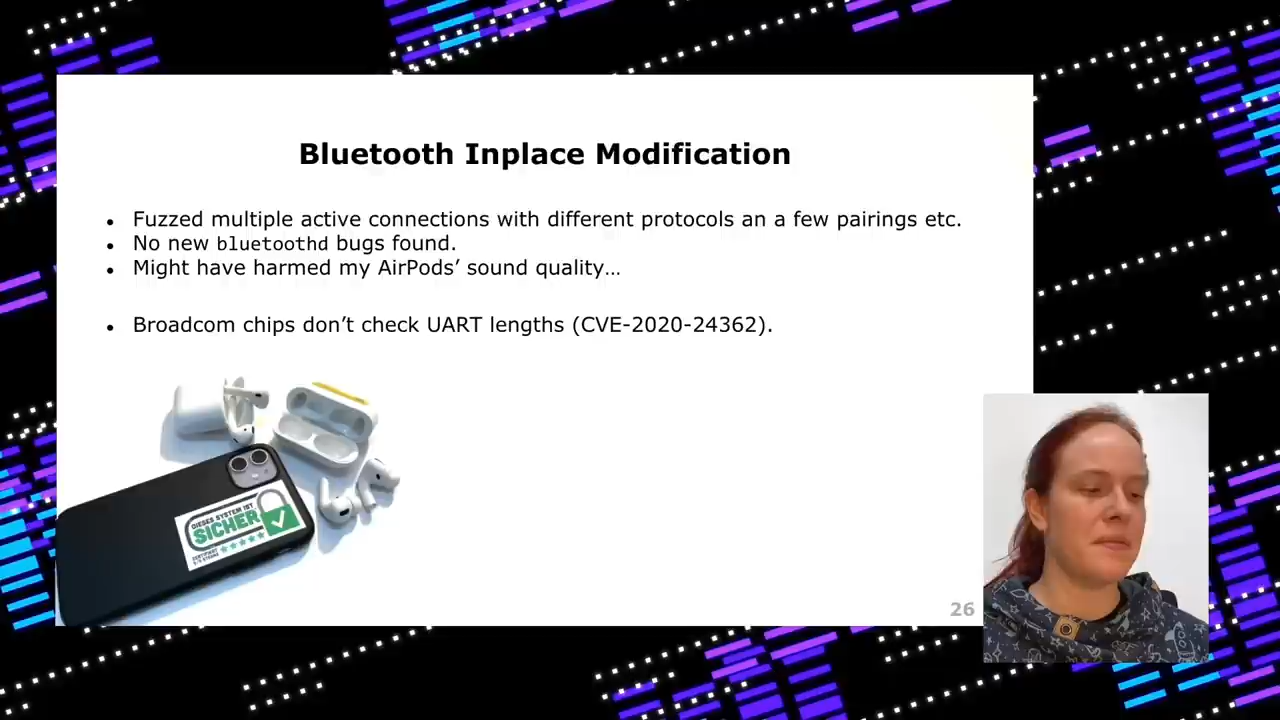 Bluetooth Inplace Modification
• Fuzzed multiple active connections with different protocols an a few pairings etc.
• No new bluetoothd bugs found.
• Might have harmed my AirPods’ sound quality…
• Broadcom chips don’t check UART lengths (CVE-2020-24362).
DIESES SYSTEM IST
SICHER
26